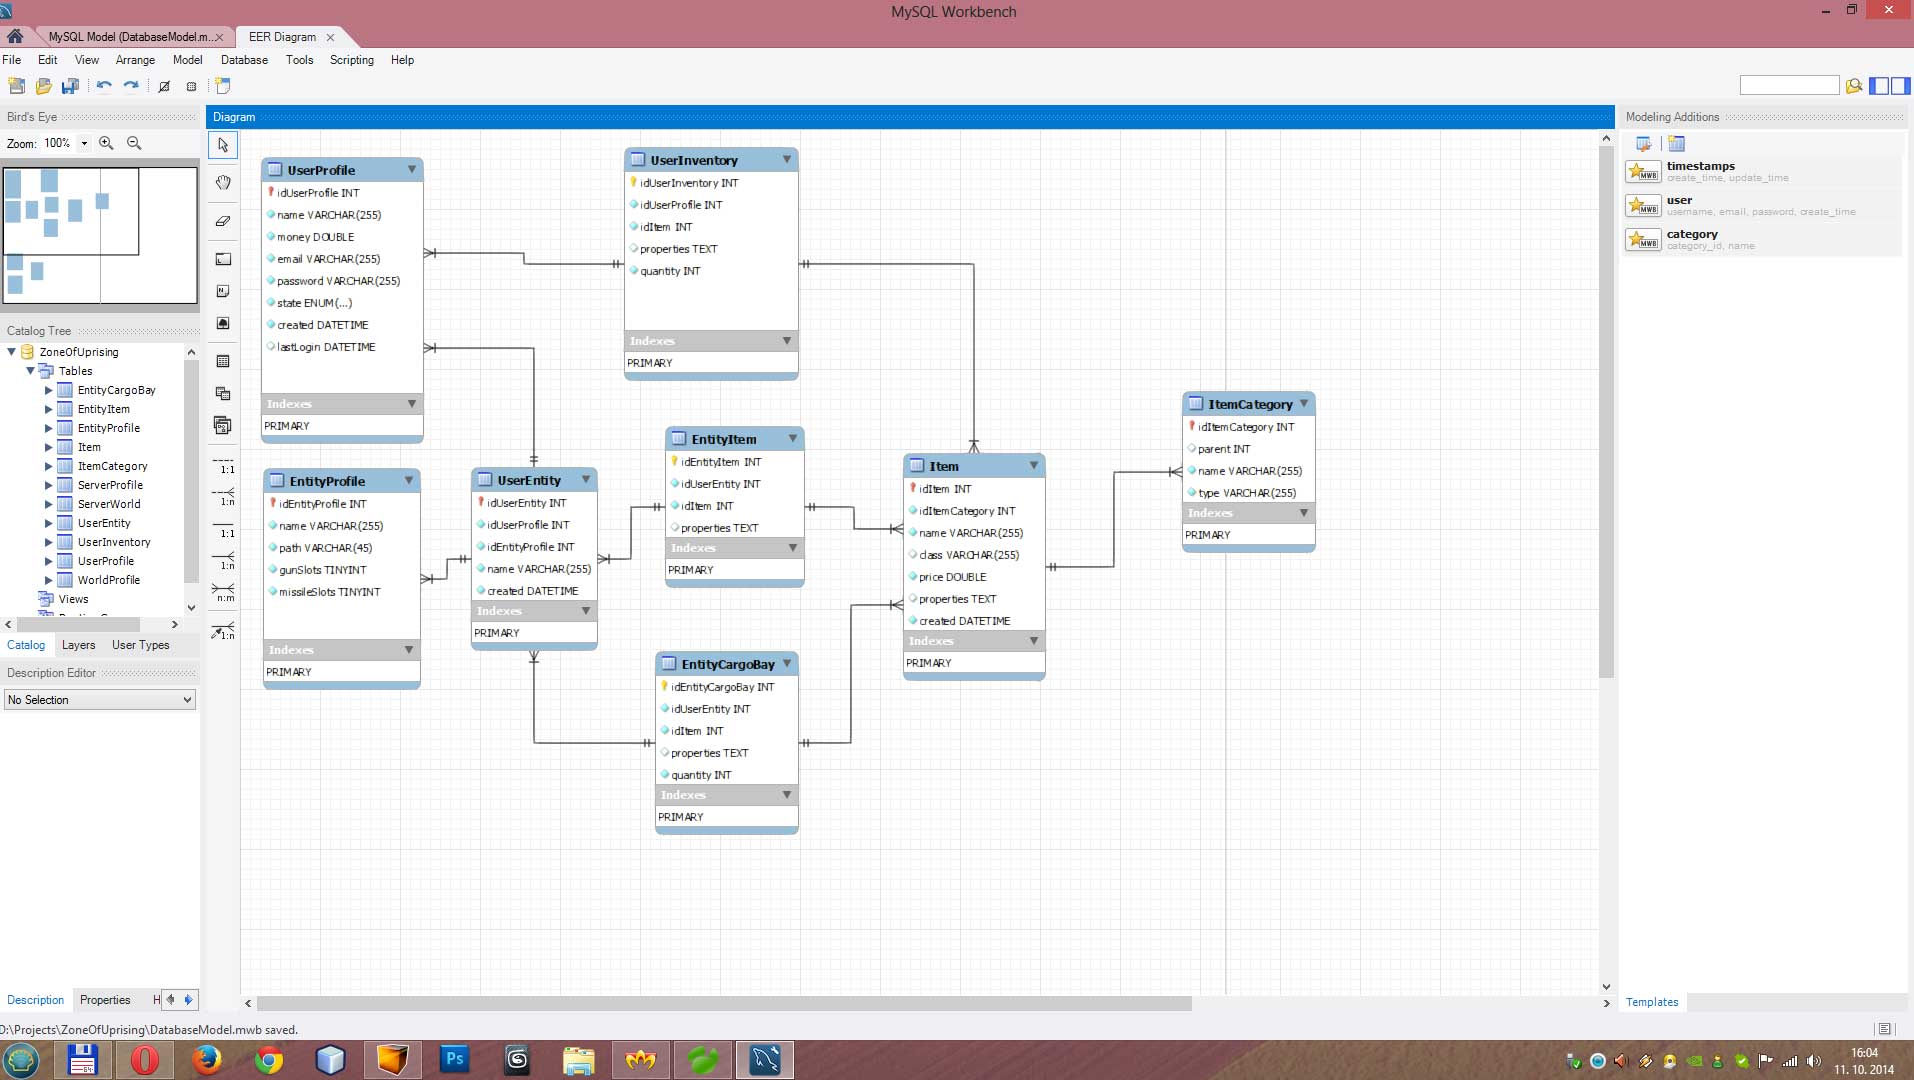 MySQL Workbench
MySQL Model (DatabaseModel.m... ×
EER Diagram ×
File Edit View Arrange Model Database Tools Scripting Help
Bird's Eye
Zoom: 100%
Catalog Tree
ZoneOfUprising
Tables
EntityCargoBay
EntityItem
EntityProfile
Item
ItemCategory
ServerProfile
ServerWorld
UserEntity
UserInventory
UserProfile
WorldProfile
Views
Catalog Layers User Types
Description Editor
No Selection
Description Properties H
Diagram
1:1
1:n
1:1
1:n
n:m
1:n
UserProfile
idUserProfile INT
name VARCHAR(255)
money DOUBLE
email VARCHAR(255)
password VARCHAR(255)
state ENUM(...)
created DATETIME
lastLogin DATETIME
Indexes
PRIMARY
UserInventory
idUserInventory INT
idUserProfile INT
idItem INT
properties TEXT
quantity INT
Indexes
PRIMARY
EntityProfile
idEntityProfile INT
name VARCHAR(255)
path VARCHAR(45)
gunSlots TINYINT
missileSlots TINYINT
Indexes
PRIMARY
UserEntity
idUserEntity INT
idUserProfile INT
idEntityProfile INT
name VARCHAR(255)
created DATETIME
Indexes
PRIMARY
EntityItem
idEntityItem INT
idUserEntity INT
idItem INT
properties TEXT
Indexes
PRIMARY
EntityCargoBay
idEntityCargoBay INT
idUserEntity INT
idItem INT
properties TEXT
quantity INT
Indexes
PRIMARY
Item
idItem INT
idItemCategory INT
name VARCHAR(255)
class VARCHAR(255)
price DOUBLE
properties TEXT
created DATETIME
Indexes
PRIMARY
ItemCategory
idItemCategory INT
parent INT
name VARCHAR(255)
type VARCHAR(255)
Indexes
PRIMARY
Modeling Additions
MWB
timestamps
create_time, update_time
MWB
user
username, email, password, create_time
MWB
category
category_id, name
Templates
D:\Projects\ZoneOfUprising\DatabaseModel.mwb saved.
64
Ps
16:04
11. 10. 2014